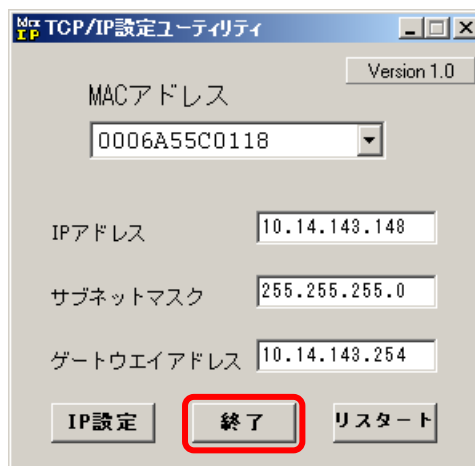 Mac IP TCP/IP設定ユーティリティ
Version 1.0
MACアドレス
0006A55C0118
IPアドレス
10.14.143.148
サブネットマスク
255.255.255.0
ゲートウエイアドレス
10.14.143.254
IP設定
終了
リスタート